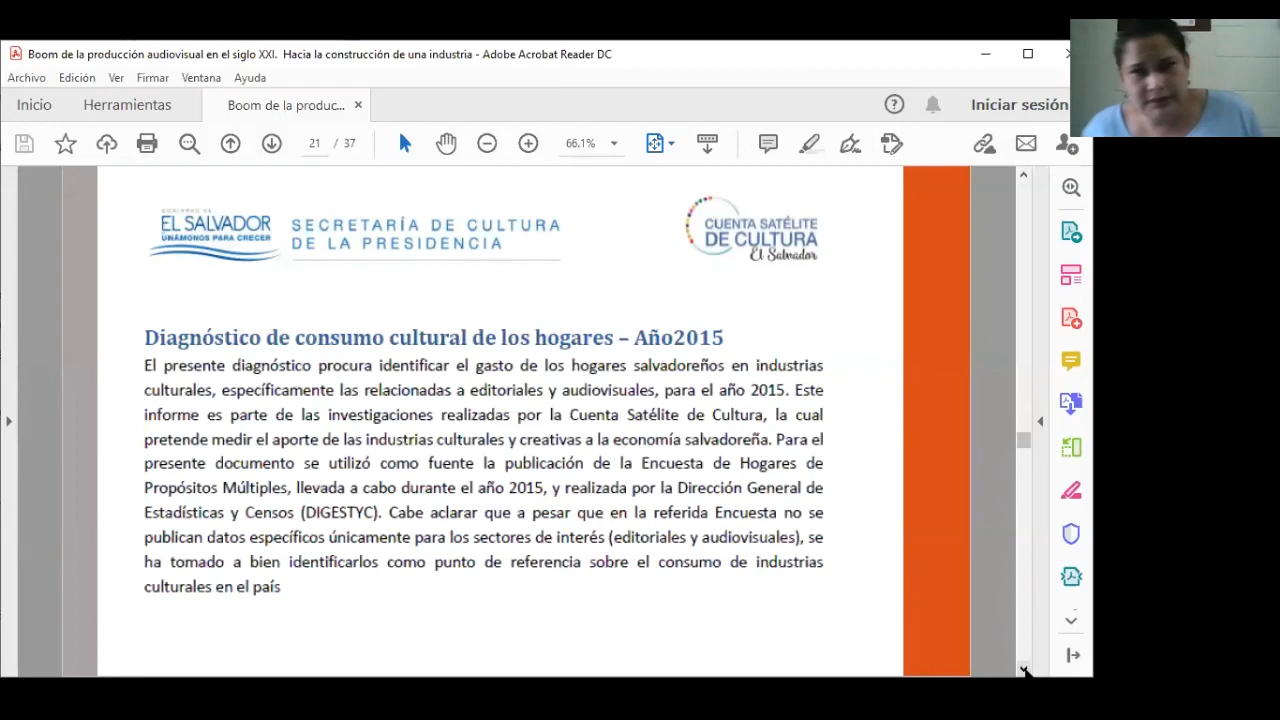 Boom de la producción audiovisual en el siglo XXI. Hacia la construcción de una industria - Adobe Acrobat Reader DC
Archivo Edición Ver Firmar Ventana Ayuda
Inicio Herramientas Boom de la produc... Iniciar sesión
21 / 37 66.1%
GOBIERNO DE
EL SALVADOR
UNÁMONOS PARA CRECER
SECRETARÍA DE CULTURA
DE LA PRESIDENCIA
CUENTA SATÉLITE
DE CULTURA
El Salvador
Diagnóstico de consumo cultural de los hogares – Año2015
El presente diagnóstico procura identificar el gasto de los hogares salvadoreños en industrias
culturales, específicamente las relacionadas a editoriales y audiovisuales, para el año 2015. Este
informe es parte de las investigaciones realizadas por la Cuenta Satélite de Cultura, la cual
pretende medir el aporte de las industrias culturales y creativas a la economía salvadoreña. Para el
presente documento se utilizó como fuente la publicación de la Encuesta de Hogares de
Propósitos Múltiples, llevada a cabo durante el año 2015, y realizada por la Dirección General de
Estadísticas y Censos (DIGESTYC). Cabe aclarar que a pesar que en la referida Encuesta no se
publican datos específicos únicamente para los sectores de interés (editoriales y audiovisuales), se
ha tomado a bien identificarlos como punto de referencia sobre el consumo de industrias
culturales en el país